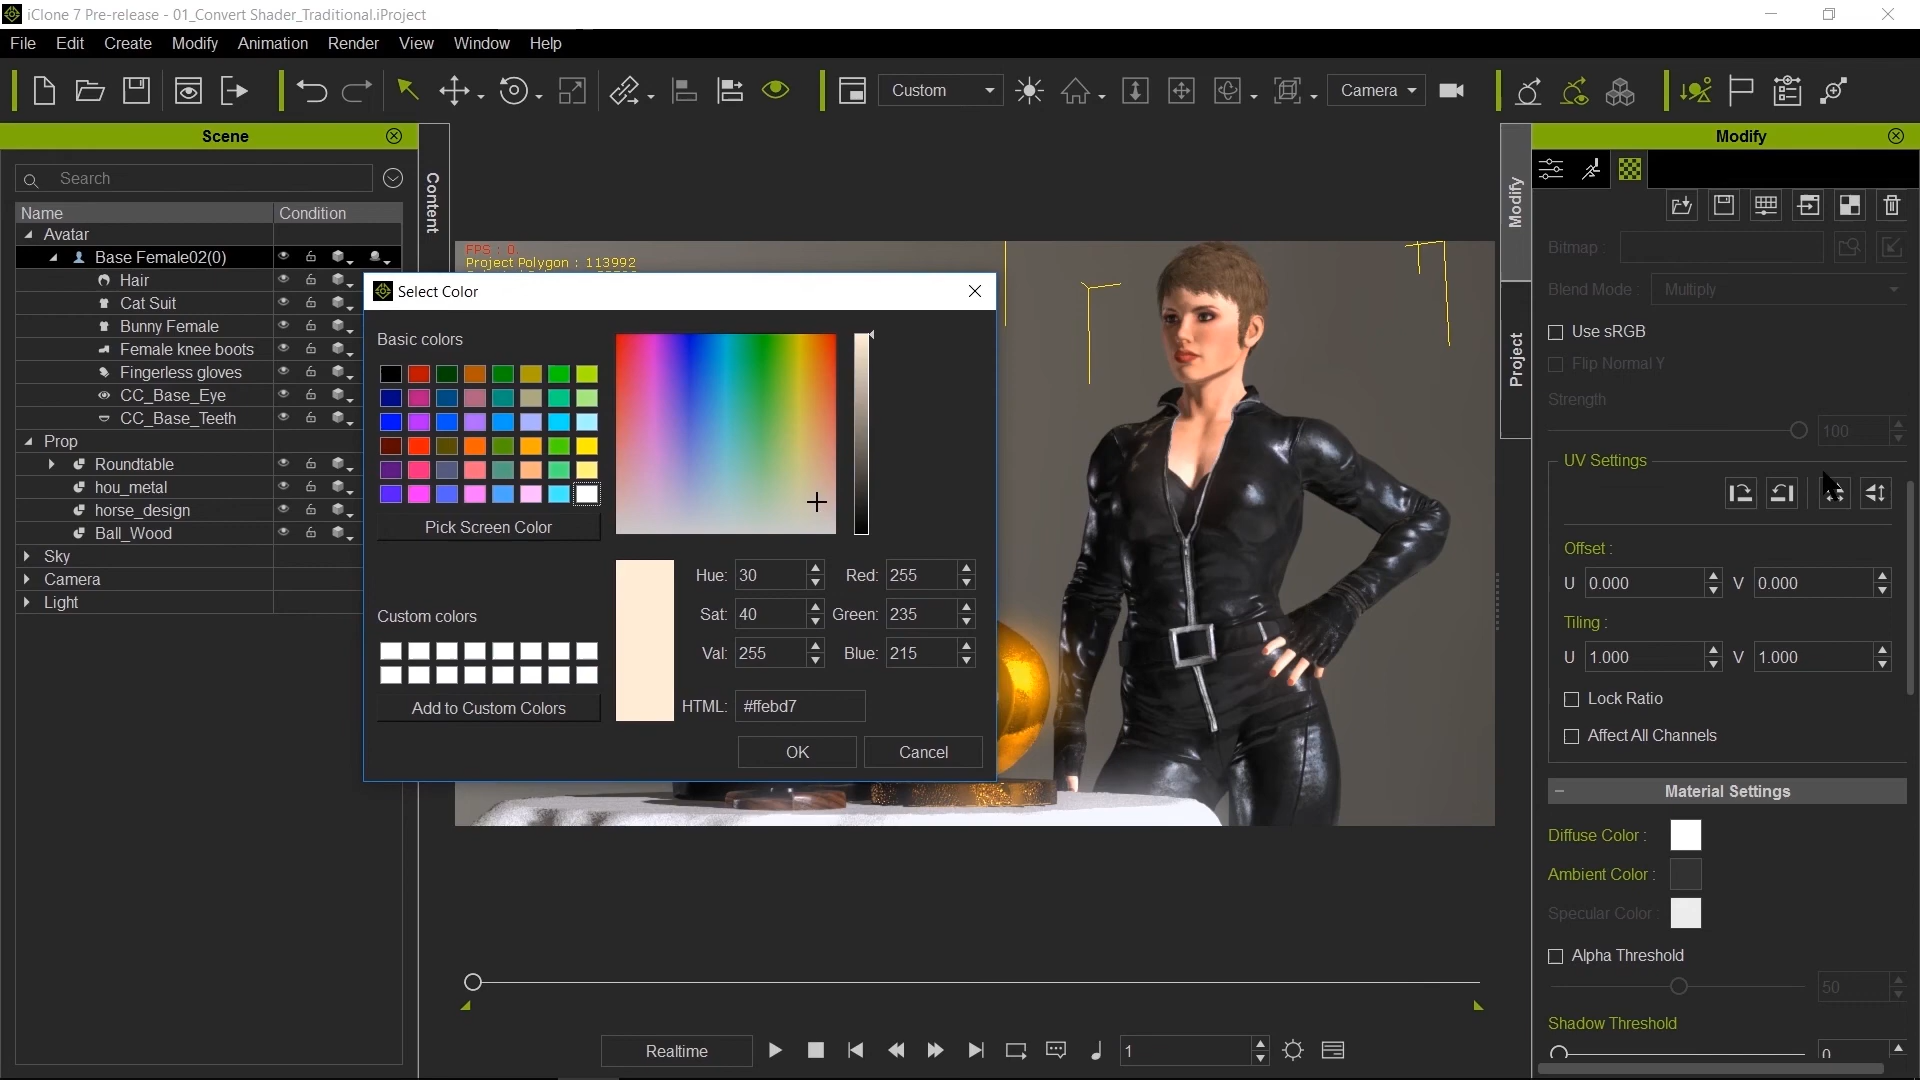 iClone 7 Pre-release - 01_Convert Shader_Traditional.iProject
File Edit Create Modify Animation Render View Window Help
Custom Camera
Scene
Search
Name Condition
Avatar
Base Female02(0)
Hair
Cat Suit
Bunny Female
Female knee boots
Fingerless gloves
CC_Base_Eye
CC_Base_Teeth
Prop
Roundtable
hou_metal
horse_design
Ball_Wood
Sky
Camera
Light
Content
FPS : 0
Project Polygon : 113992
Select Color
Basic colors
Pick Screen Color
Custom colors
Add to Custom Colors
Hue: 30 Red: 255
Sat: 40 Green: 235
Val: 255 Blue: 215
HTML: #ffebd7
OK Cancel
Realtime 1
Modify
Project
Modify
Bitmap :
Blend Mode : Multiply
Use sRGB
Flip Normal Y
Strength
100
UV Settings
Offset :
U 0.000 V 0.000
Tiling :
U 1.000 V 1.000
Lock Ratio
Affect All Channels
Material Settings
Diffuse Color :
Ambient Color :
Specular Color :
Alpha Threshold
50
Shadow Threshold
0